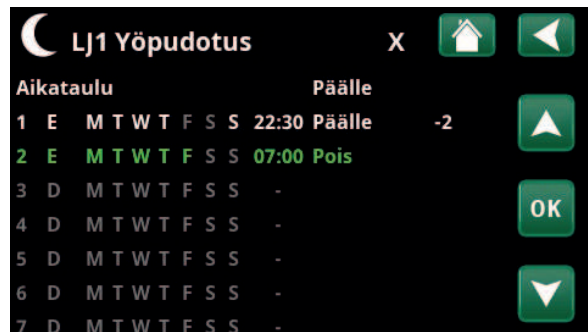 LJ1 Yöpudotus X
Aikataulu Päälle
1 E M T W T F S S 22:30 Päälle -2
2 E M T W T F S S 07:00 Pois
3 D M T W T F S S -
4 D M T W T F S S -
OK
5 D M T W T F S S -
6 D M T W T F S S -
7 D M T W T F S S -